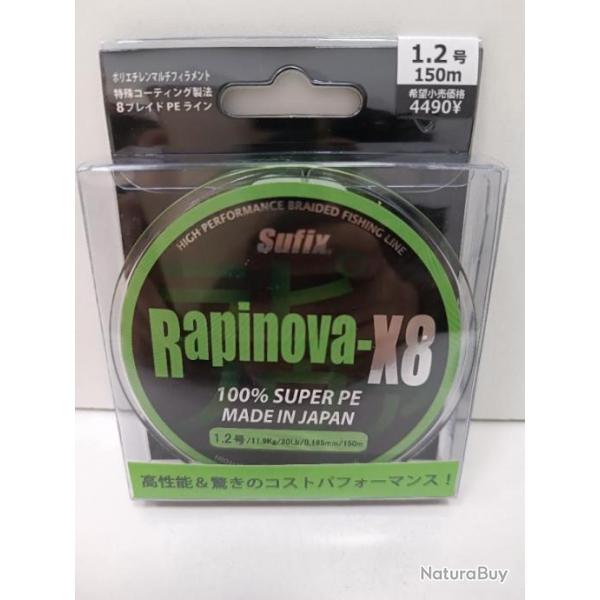 ポリエチレンマルチフィラメント
特殊コーティング製法
8ブレイドPEライン
1.2号
150m
希望小売価格
4490¥
HIGH PERFORMANCE BRAIDED FISHING LINE
Sufix
Rapinova-X8
100% SUPER PE
MADE IN JAPAN
1.2号/11.9Kg/20Lb/0.185mm/150m
高性能&驚きのコストパフォーマンス!
NaturaBuy